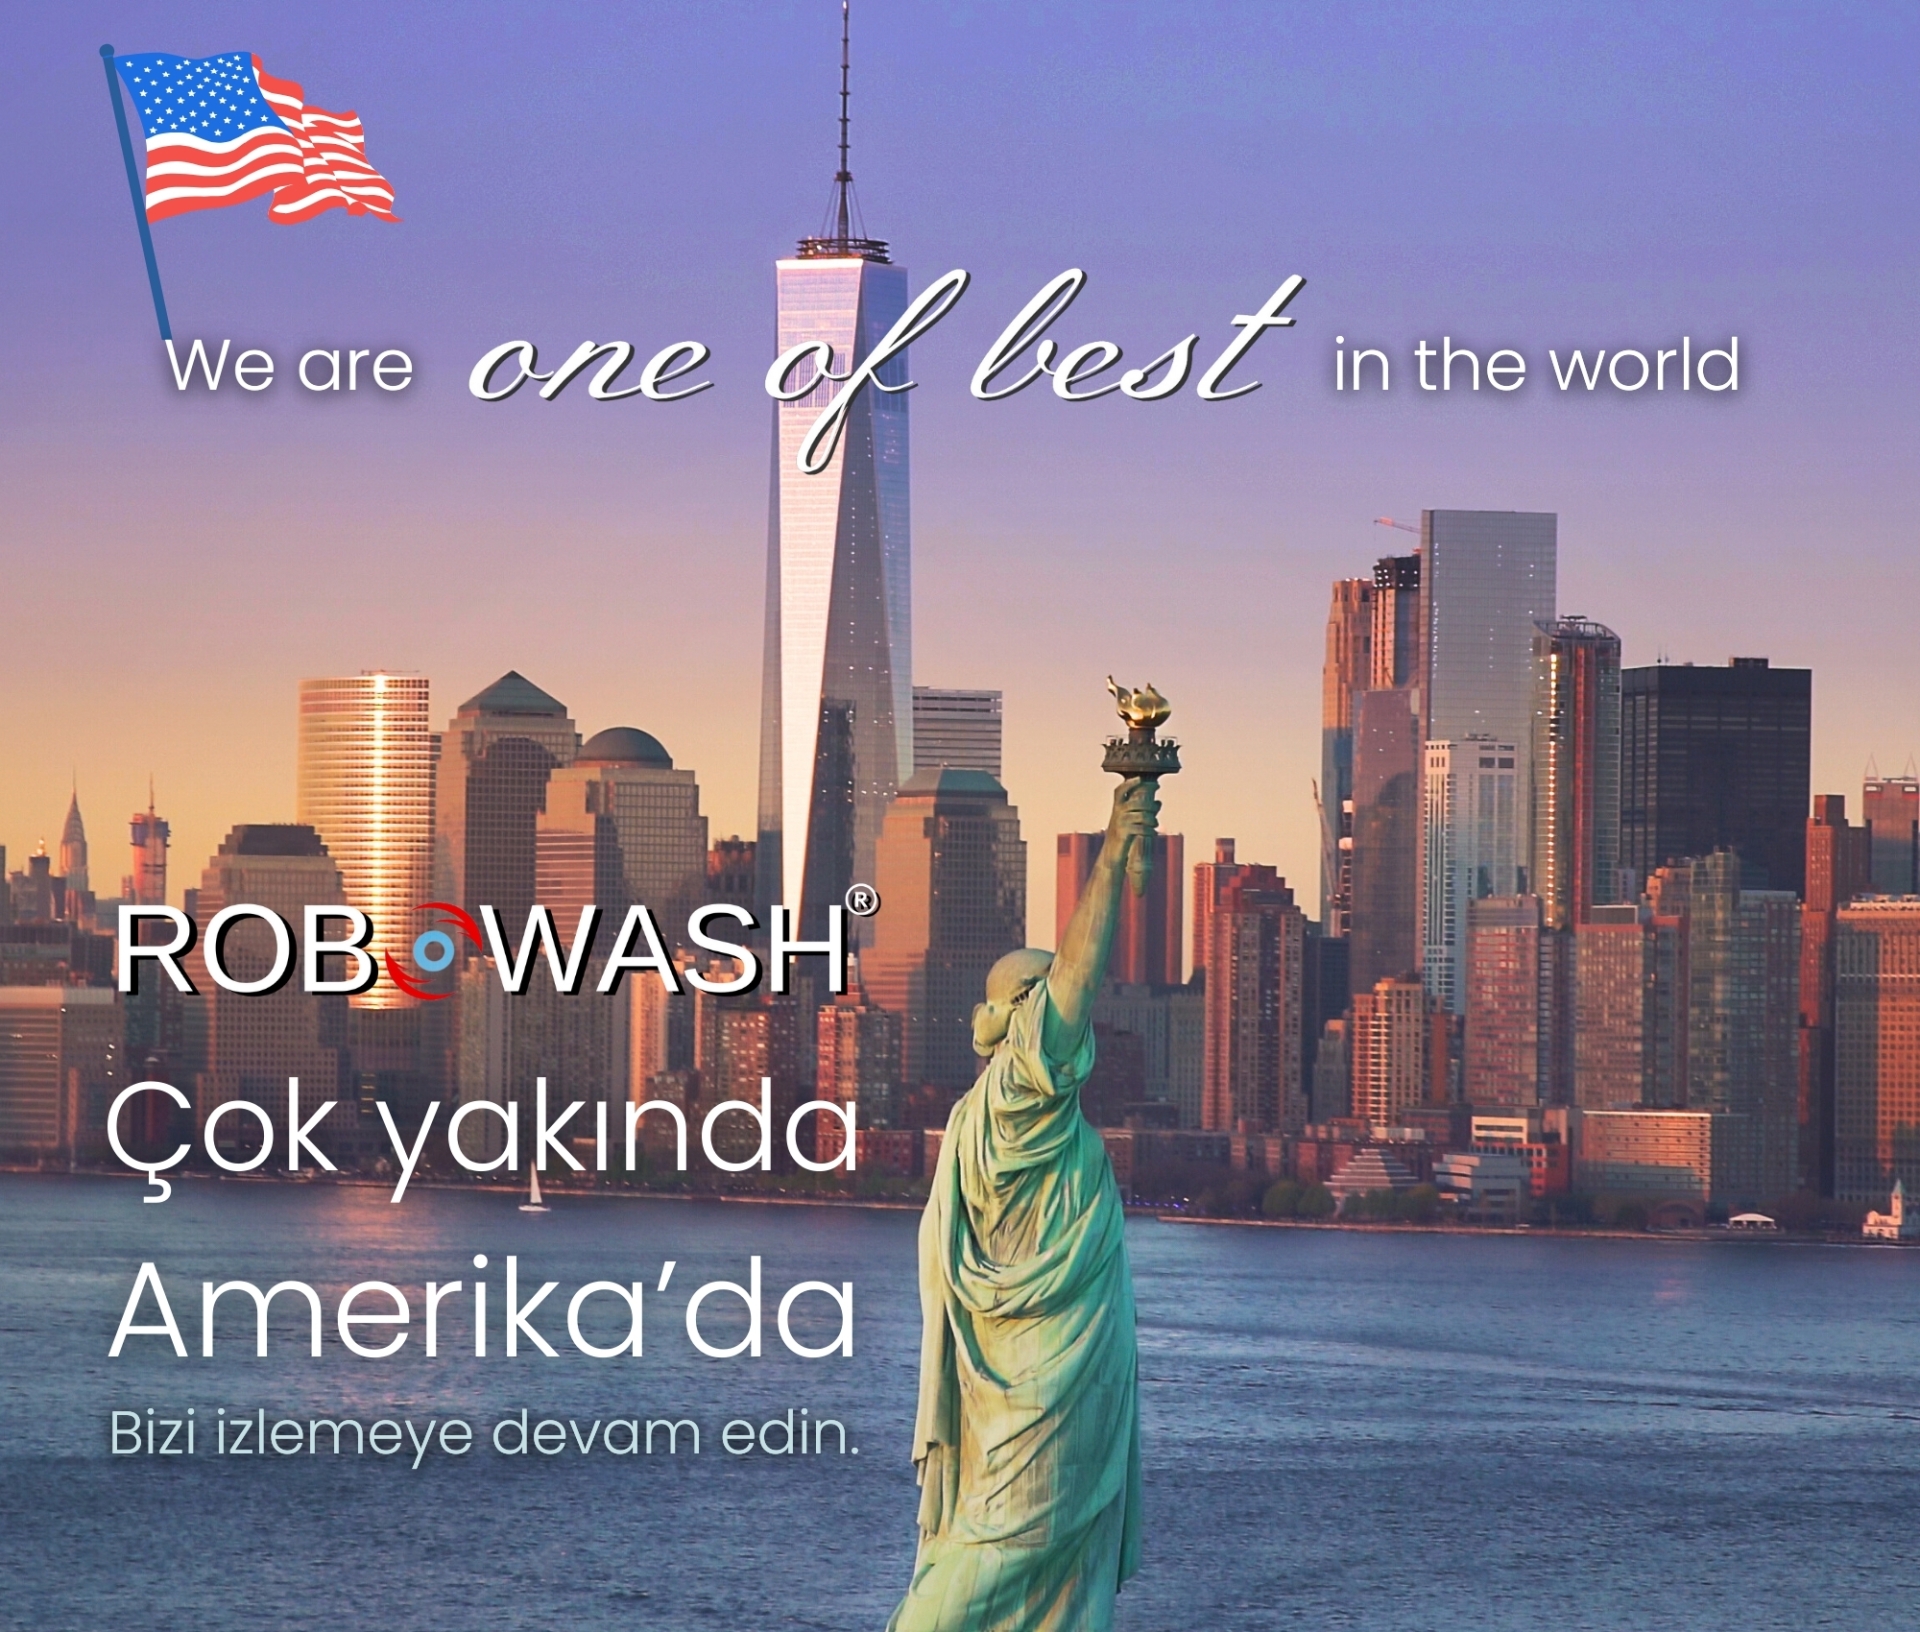 We are one of best in the world
ROBOWASH®
Çok yakında
Amerika’da
Bizi izlemeye devam edin.